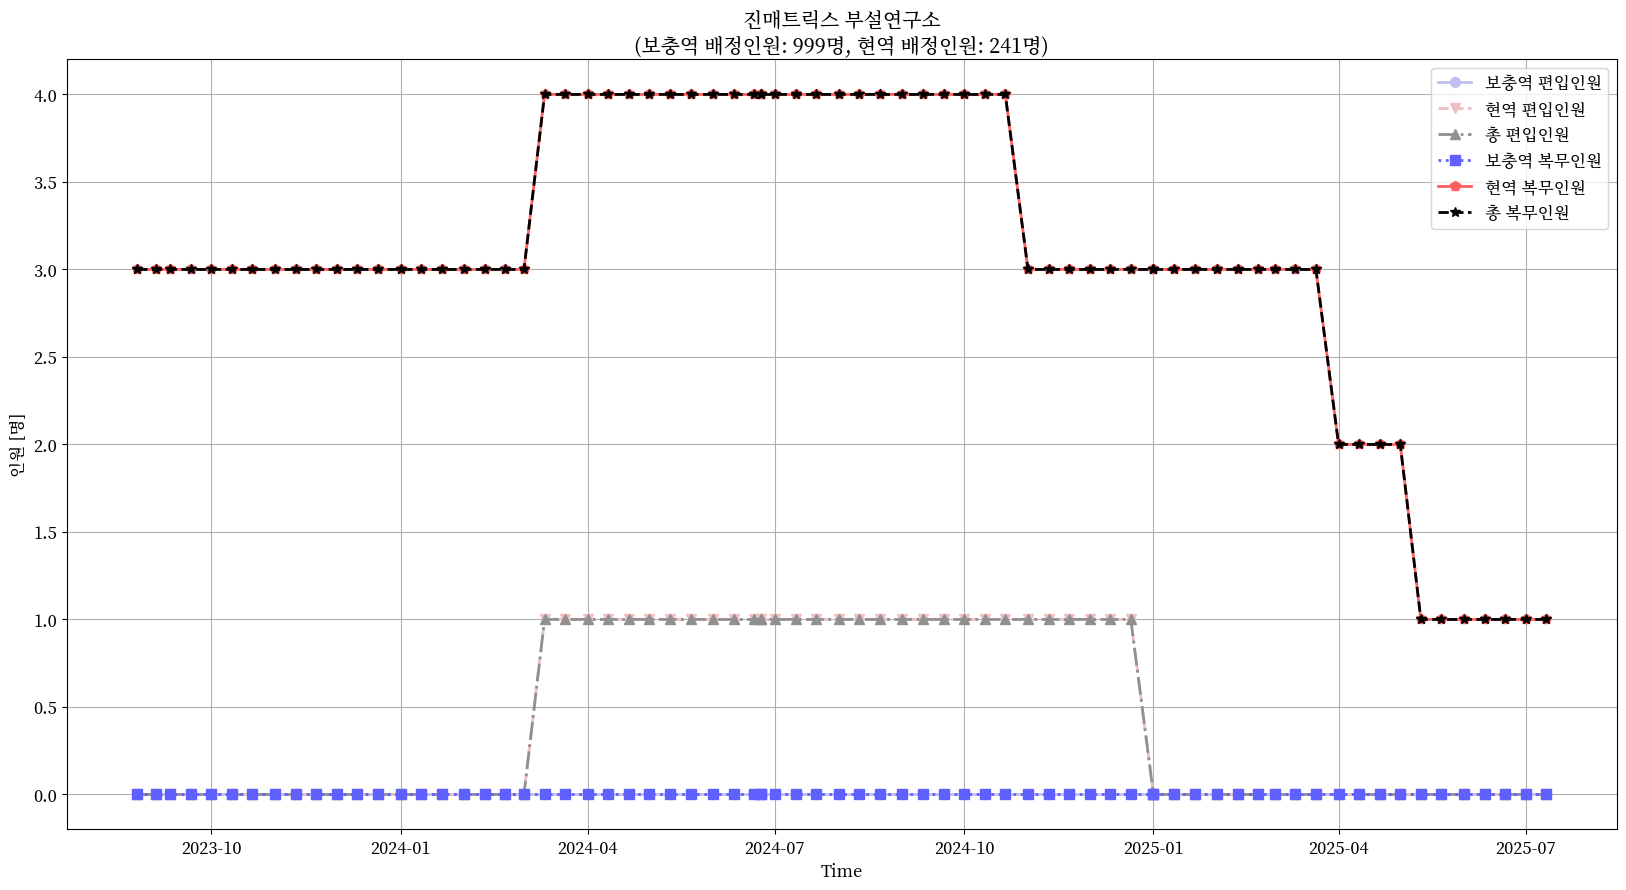 진매트릭스 부설연구소
(보충역 배정인원: 999명, 현역 배정인원: 241명)
보충역 편입인원
현역 편입인원
총 편입인원
보충역 복무인원
현역 복무인원
총 복무인원
인원 [명]
4.0
3.5
3.0
2.5
2.0
1.5
1.0
0.5
0.0
2023-10
2024-01
2024-04
2024-07
2024-10
2025-01
2025-04
2025-07
Time